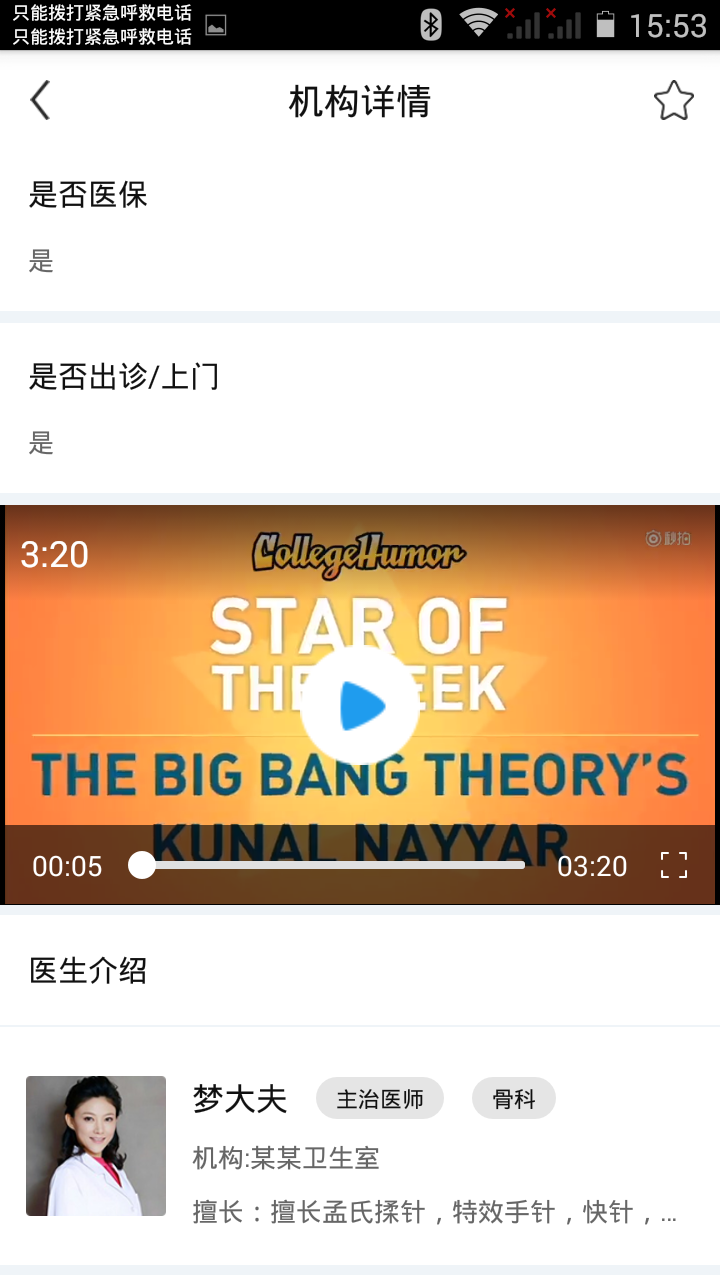 只能拨打紧急呼救电话
只能拨打紧急呼救电话
15:53
机构详情
是否医保
是
是否出诊/上门
是
3:20
CollegeHumor
秒拍
STAR OF
THE WEEK
THE BIG BANG THEORY'S
KUNAL NAYYAR
00:05
03:20
医生介绍
梦大夫 主治医师 骨科
机构:某某卫生室
擅长：擅长孟氏揉针，特效手针，快针，...